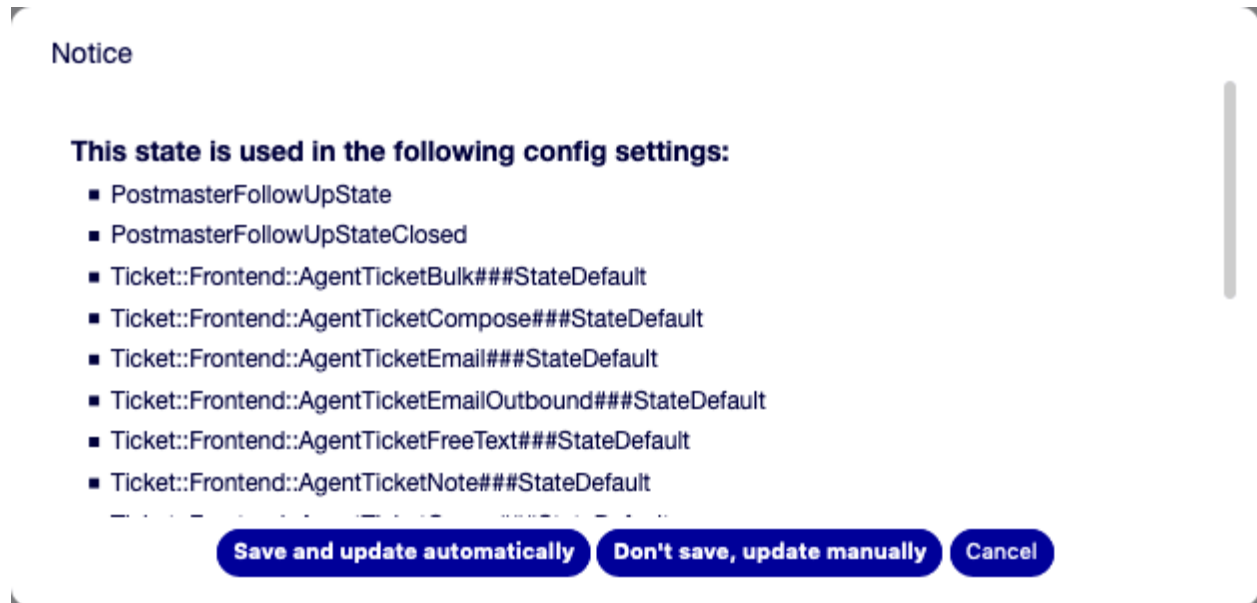 Notice
This state is used in the following config settings:
PostmasterFollowUpState
PostmasterFollowUpStateClosed
Ticket::Frontend::AgentTicketBulk###StateDefault
Ticket::Frontend::AgentTicketCompose###StateDefault
Ticket::Frontend::AgentTicketEmail###StateDefault
Ticket::Frontend::AgentTicketEmailOutbound###StateDefault
Ticket::Frontend::AgentTicketFreeText###StateDefault
Ticket::Frontend::AgentTicketNote###StateDefault
Save and update automatically Don't save, update manually Cancel